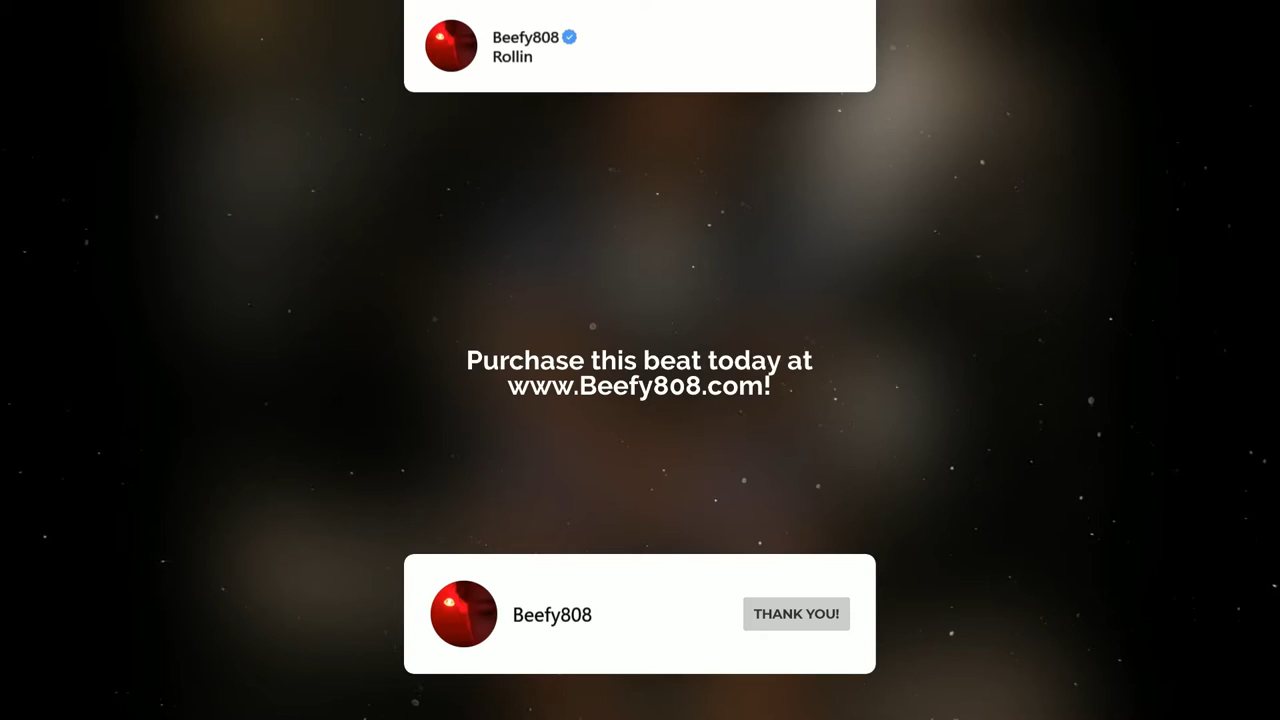 Beefy808
Rollin
Purchase this beat today at
www.Beefy808.com!
Beefy808
THANK YOU!